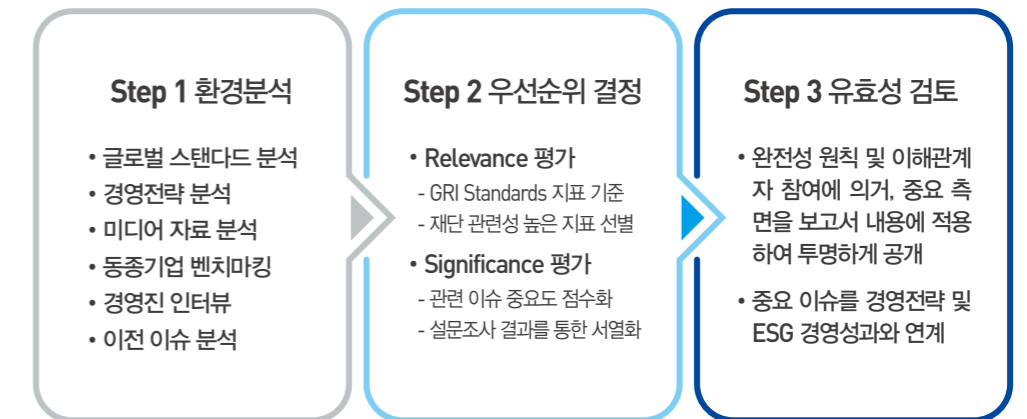 Step 1 환경분석
• 글로벌 스탠다드 분석
• 경영전략 분석
• 미디어 자료 분석
• 동종기업 벤치마킹
• 경영진 인터뷰
• 이전 이슈 분석
Step 2 우선순위 결정
• Relevance 평가
- GRI Standards 지표 기준
- 재단 관련성 높은 지표 선별
• Significance 평가
- 관련 이슈 중요도 점수화
- 설문조사 결과를 통한 서열화
Step 3 유효성 검토
• 완전성 원칙 및 이해관계
자 참여에 의거, 중요 측
면을 보고서 내용에 적용
하여 투명하게 공개
• 중요 이슈를 경영전략 및
ESG 경영성과와 연계